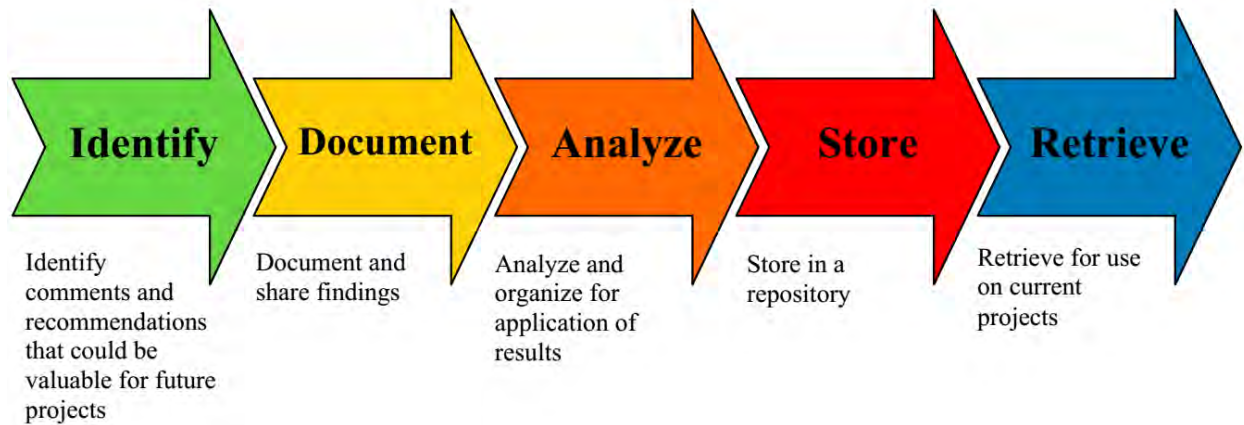 Identify
Document
Analyze
Store
Retrieve
Identify
comments and
recommendations
that could be
valuable for future
projects
Document and
share findings
Analyze and
organize for
application of
results
Store in a
repository
Retrieve for use
on current
projects